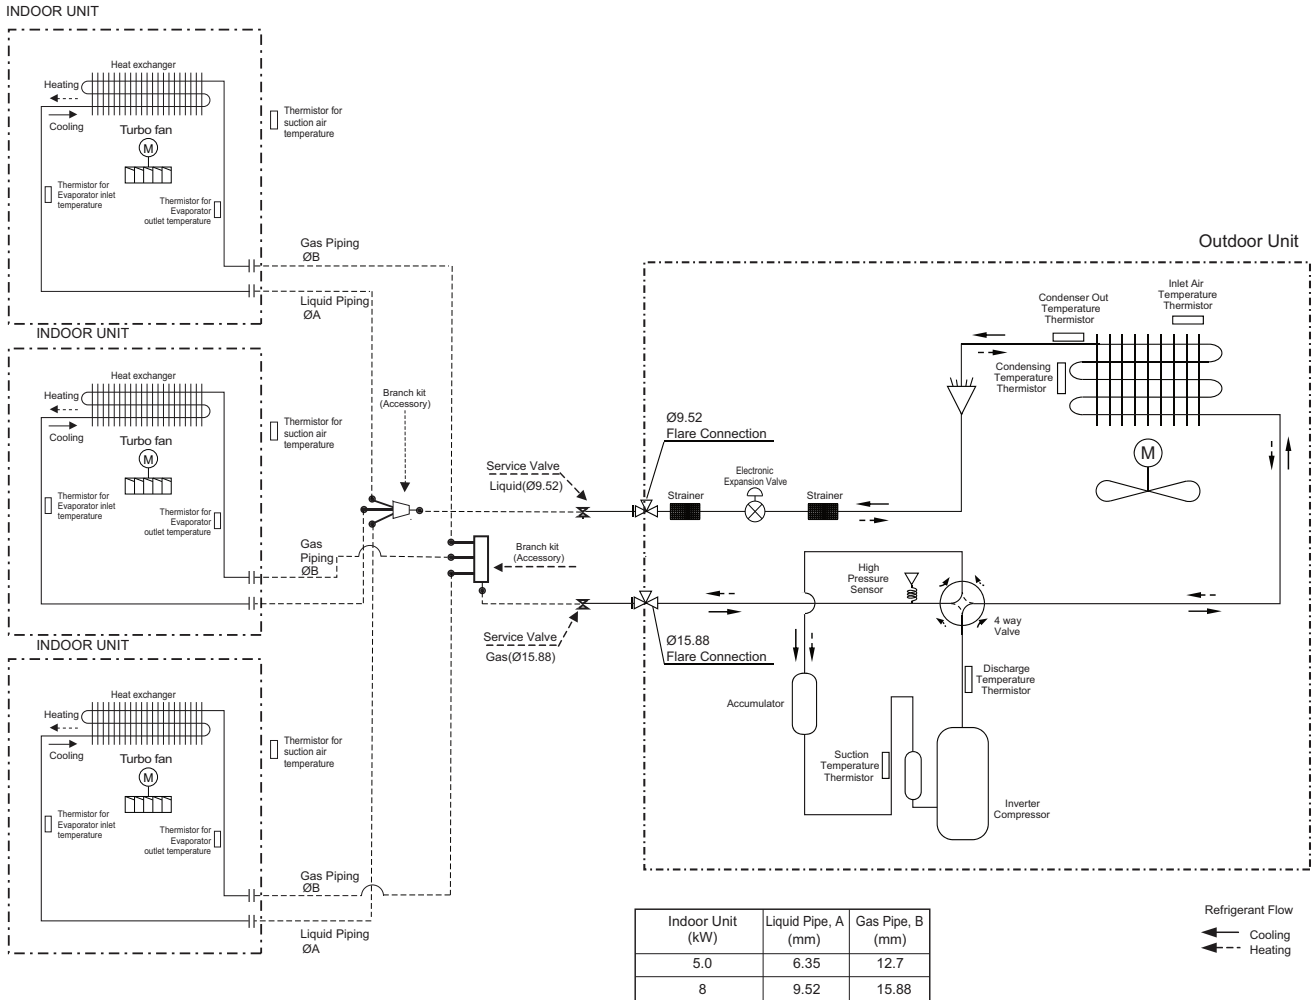 INDOOR UNIT
Heat exchanger
Heating
Cooling
Turbo fan
M
Thermistor for
Evaporator inlet
temperature
Thermistor for
Evaporator
outlet temperature
Thermistor for
suction air
temperature
Gas Piping
ØB
Liquid Piping
ØA
INDOOR UNIT
Heat exchanger
Heating
Cooling
Turbo fan
M
Thermistor for
Evaporator inlet
temperature
Thermistor for
Evaporator
outlet temperature
Thermistor for
suction air
temperature
Gas
Piping
ØB
INDOOR UNIT
Heat exchanger
Heating
Cooling
Turbo fan
M
Thermistor for
Evaporator inlet
temperature
Thermistor for
Evaporator
outlet temperature
Thermistor for
suction air
temperature
Gas Piping
ØB
Liquid Piping
ØA
Branch kit
(Accessory)
Branch kit
(Accessory)
Service Valve
Liquid(Ø9.52)
Service Valve
Gas(Ø15.88)
Outdoor Unit
Ø9.52
Flare Connection
Strainer
Electronic
Expansion Valve
Strainer
Condenser Out
Temperature
Thermistor
Inlet Air
Temperature
Thermistor
Condensing
Temperature
Thermistor
M
High
Pressure
Sensor
4 way
Valve
Ø15.88
Flare Connection
Discharge
Temperature
Thermistor
Accumulator
Suction
Temperature
Thermistor
Inverter
Compressor
Indoor Unit (kW) Liquid Pipe, A (mm) Gas Pipe, B (mm)
5.0 6.35 12.7
8 9.52 15.88
Refrigerant Flow
Cooling
Heating